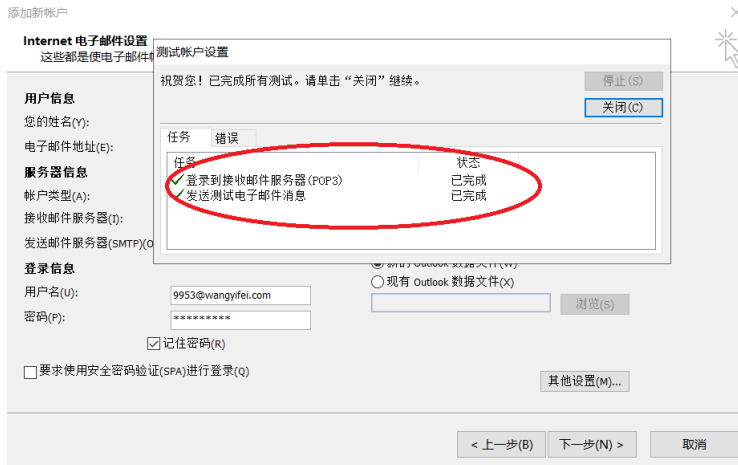 添加新帐户
Internet 电子邮件设置
这些都是使电子邮件
测试帐户设置
祝贺您！已完成所有测试。请单击“关闭”继续。
停止(S)
关闭(C)
任务 错误
任务 状态
登录到接收邮件服务器(POP3) 已完成
发送测试电子邮件消息 已完成
用户信息
您的姓名(Y):
电子邮件地址(E):
服务器信息
帐户类型(A):
接收邮件服务器(I):
发送邮件服务器(SMTP)(O
登录信息
用户名(U): 9953@wangyifei.com
密码(P): *********
记住密码(R)
要求使用安全密码验证(SPA)进行登录(Q)
新的 Outlook 数据文件(W)
现有 Outlook 数据文件(X)
浏览(S)
其他设置(M)...
< 上一步(B) 下一步(N) > 取消